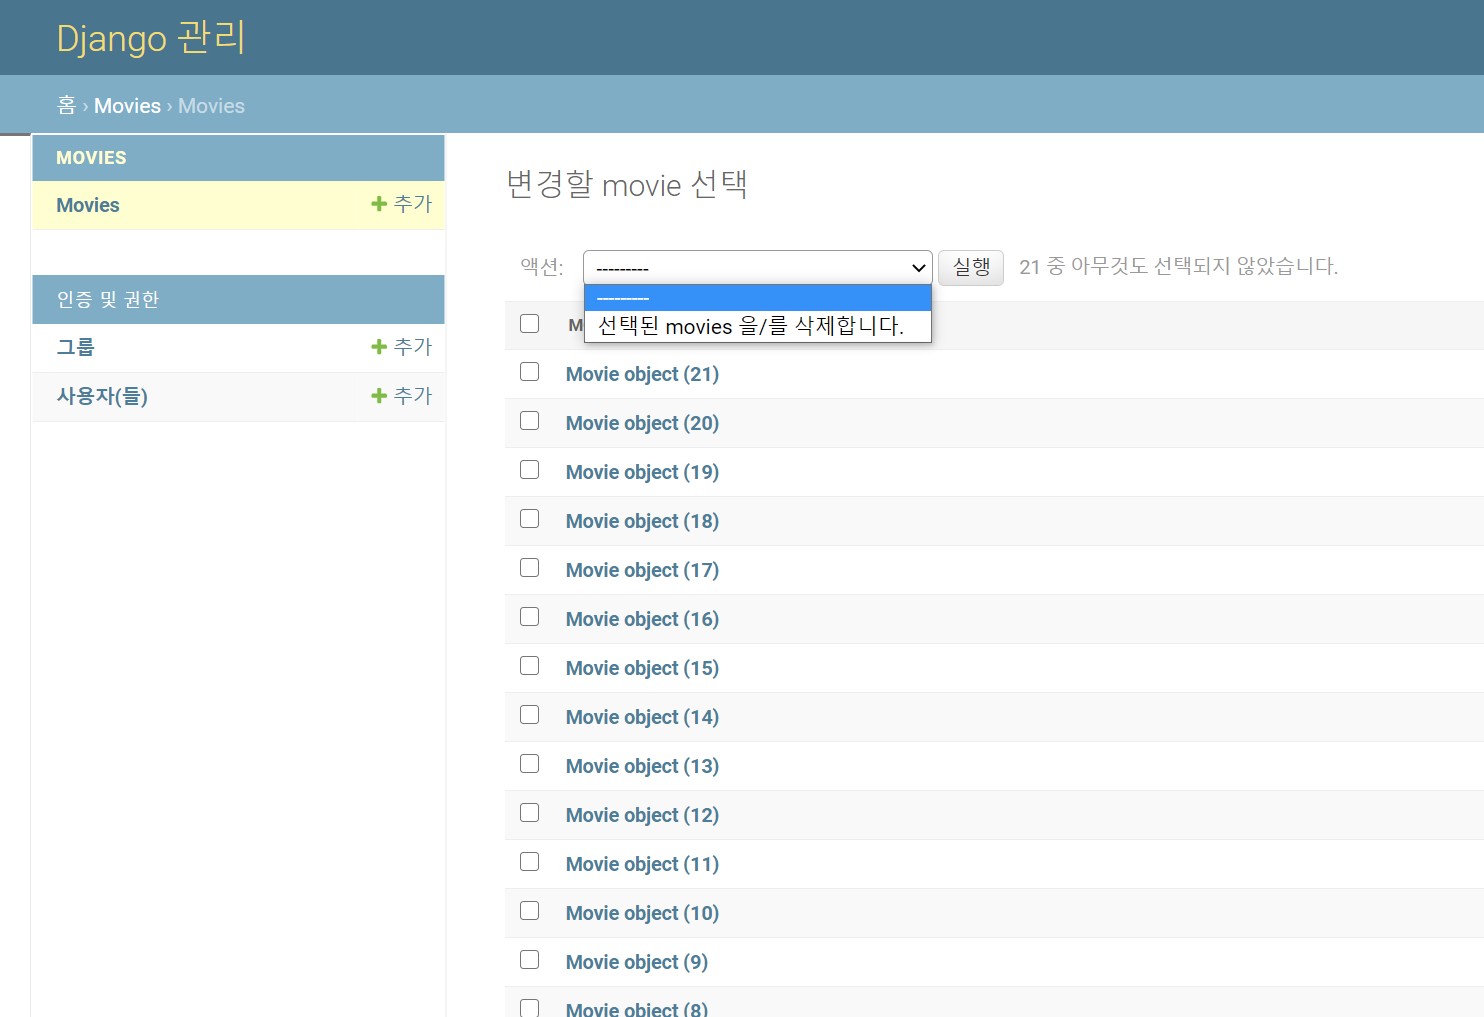 Django 관리
홈 › Movies › Movies
MOVIES
Movies
추가
인증 및 권한
그룹
추가
사용자(들)
추가
변경할 movie 선택
액션:
---------
실행
21 중 아무것도 선택되지 않았습니다.
---------
선택된 movies 을/를 삭제합니다.
Movie object (21)
Movie object (20)
Movie object (19)
Movie object (18)
Movie object (17)
Movie object (16)
Movie object (15)
Movie object (14)
Movie object (13)
Movie object (12)
Movie object (11)
Movie object (10)
Movie object (9)
Movie object (8)